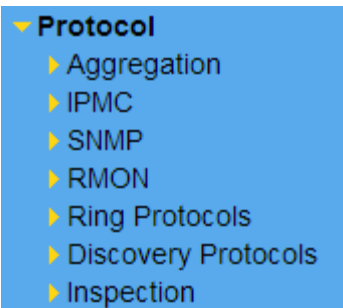 Protocol
Aggregation
IPMC
SNMP
RMON
Ring Protocols
Discovery Protocols
Inspection